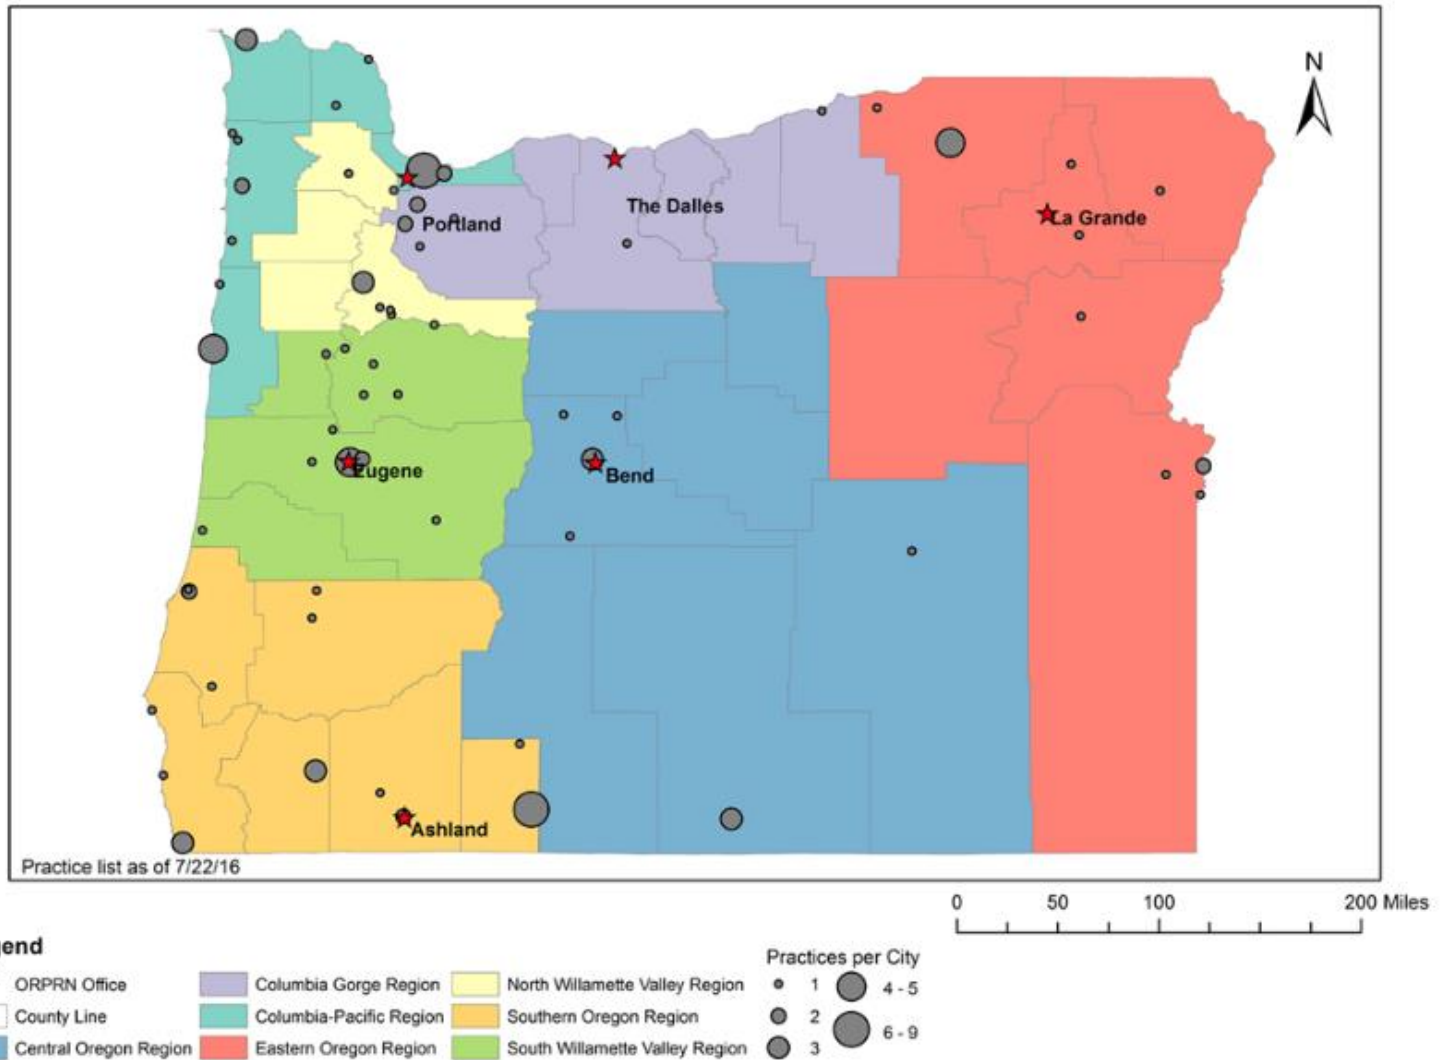 N
The Dalles
Portland
La Grande
Eugene
Bend
Ashland
Practice list as of 7/22/16
0 50 100 200 Miles
end
Practices per City
ORPRN Office
Columbia Gorge Region
North Willamette Valley Region
1
4 - 5
County Line
Columbia-Pacific Region
Southern Oregon Region
2
6 - 9
Central Oregon Region
Eastern Oregon Region
South Willamette Valley Region
3